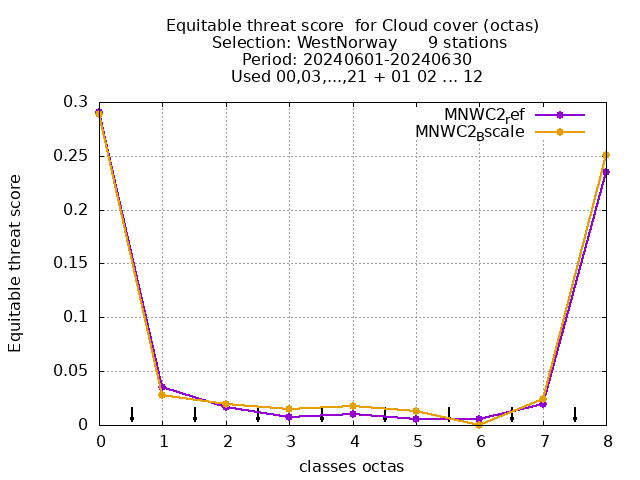 Equitable threat score  for Cloud cover (octas)
Selection: WestNorway      9 stations
Period: 20240601-20240630
Used 00,03,...,21 + 01 02 ... 12
MNWC2_ref
MNWC2_Bscale
0.3
0.25
0.2
0.15
0.1
0.05
0
Equitable threat score
0 1 2 3 4 5 6 7 8
classes octas